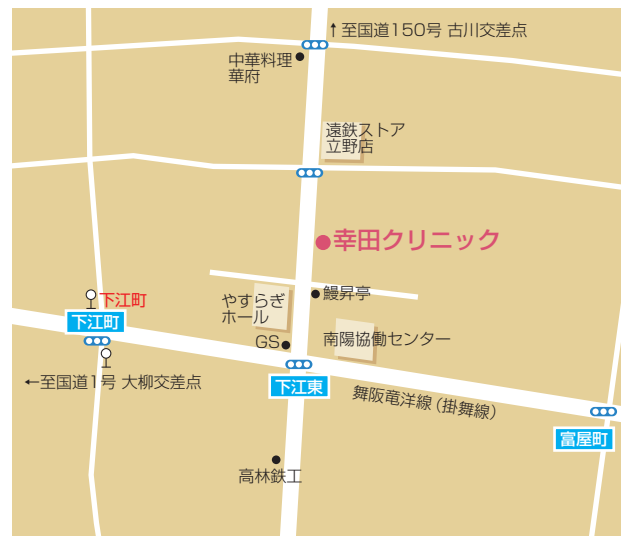 ↑至国道150号 古川交差点
中華料理
華府
遠鉄ストア
立野店
幸田クリニック
鰻昇亭
やすらぎ
ホール
下江町
下江町
GS
南陽協働センター
←至国道1号 大柳交差点
下江東
舞阪竜洋線（掛舞線）
富屋町
高林鉄工